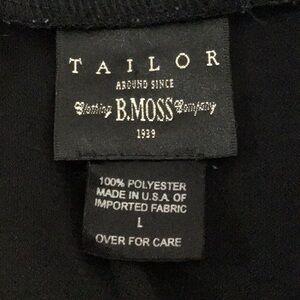 TAILOR
AROUND SINCE
Clothing B.MOSS Company
1939
100% POLYESTER
MADE IN U.S.A. OF
IMPORTED FABRIC
L
OVER FOR CARE